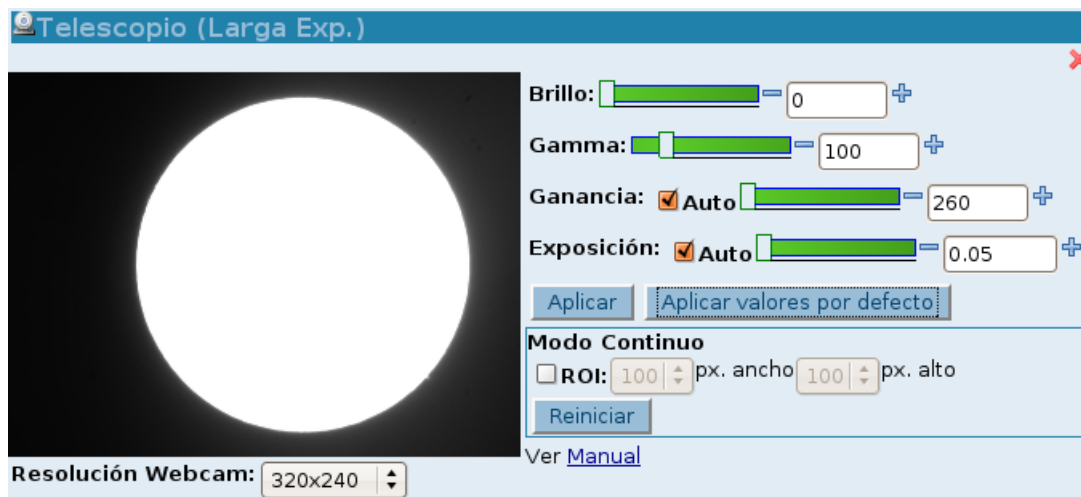 Telescopio (Larga Exp.)
Brillo: 0
Gamma: 100
Ganancia: Auto 260
Exposición: Auto 0.05
Aplicar Aplicar valores por defecto
Modo Continuo
ROI: 100 px. ancho 100 px. alto
Reiniciar
Ver Manual
Resolución Webcam: 320x240